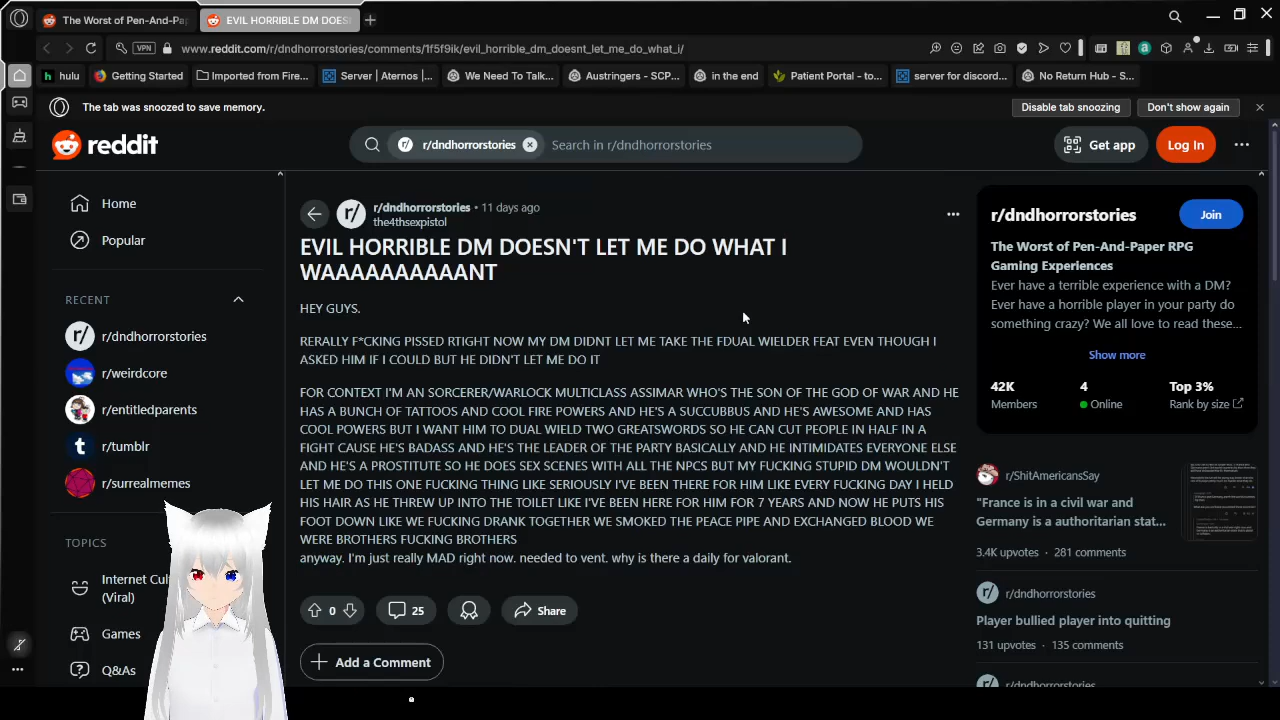 The Worst of Pen-And-Pap
EVIL HORRIBLE DM DOES
VPN
www.reddit.com/r/dndhorrorstories/comments/1f5f9ik/evil_horrible_dm_doesnt_let_me_do_what_i/
hulu
Getting Started
Imported from Fire...
Server | Aternos |...
We Need To Talk...
Austringers - SCP...
in the end
Patient Portal - to...
server for discord...
No Return Hub - S...
The tab was snoozed to save memory.
Disable tab snoozing
Don't show again
reddit
r/dndhorrorstories
Search in r/dndhorrorstories
Get app
Log In
Home
Popular
RECENT
r/dndhorrorstories
r/weirdcore
r/entitledparents
r/tumblr
r/surrealmemes
TOPICS
Internet Cul
(Viral)
Games
Q&As
r/dndhorrorstories • 11 days ago
the4thsexpistol
EVIL HORRIBLE DM DOESN'T LET ME DO WHAT I
WAAAAAAAAAANT
HEY GUYS.
RERALLY F*CKING PISSED RTIGHT NOW MY DM DIDNT LET ME TAKE THE FDUAL WIELDER FEAT EVEN THOUGH I
ASKED HIM IF I COULD BUT HE DIDN'T LET ME DO IT
FOR CONTEXT I'M AN SORCERER/WARLOCK MULTICLASS ASSIMAR WHO'S THE SON OF THE GOD OF WAR AND HE
HAS A BUNCH OF TATTOOS AND COOL FIRE POWERS AND HE'S A SUCCUBBUS AND HE'S AWESOME AND HAS
COOL POWERS BUT I WANT HIM TO DUAL WIELD TWO GREATSWORDS SO HE CAN CUT PEOPLE IN HALF IN A
FIGHT CAUSE HE'S BADASS AND HE'S THE LEADER OF THE PARTY BASICALLY AND HE INTIMIDATES EVERYONE ELSE
AND HE'S A PROSTITUTE SO HE DOES SEX SCENES WITH ALL THE NPCS BUT MY FUCKING STUPID DM WOULDN'T
LET ME DO THIS ONE FUCKING THING LIKE SERIOUSLY I'VE BEEN THERE FOR HIM LIKE EVERY FUCKING DAY I HELD
HIS HAIR AS HE THREW UP INTO THE TOILET LIKE I'VE BEEN HERE FOR HIM FOR 7 YEARS AND NOW HE PUTS HIS
FOOT DOWN LIKE WE FUCKING DRANK TOGETHER WE SMOKED THE PEACE PIPE AND EXCHANGED BLOOD WE
WERE BROTHERS FUCKING BROTHERS
anyway. I'm just really MAD right now. needed to vent. why is there a daily for valorant.
0
25
Share
Add a Comment
r/dndhorrorstories
Join
The Worst of Pen-And-Paper RPG
Gaming Experiences
Ever have a terrible experience with a DM?
Ever have a horrible player in your party do
something crazy? We all love to read these...
Show more
42K
Members
4
Online
Top 3%
Rank by size
r/ShitAmericansSay
"France is in a civil war and
Germany is a authoritarian stat...
3.4K upvotes • 281 comments
r/dndhorrorstories
Player bullied player into quitting
131 upvotes • 135 comments
r/dndhorrorstories